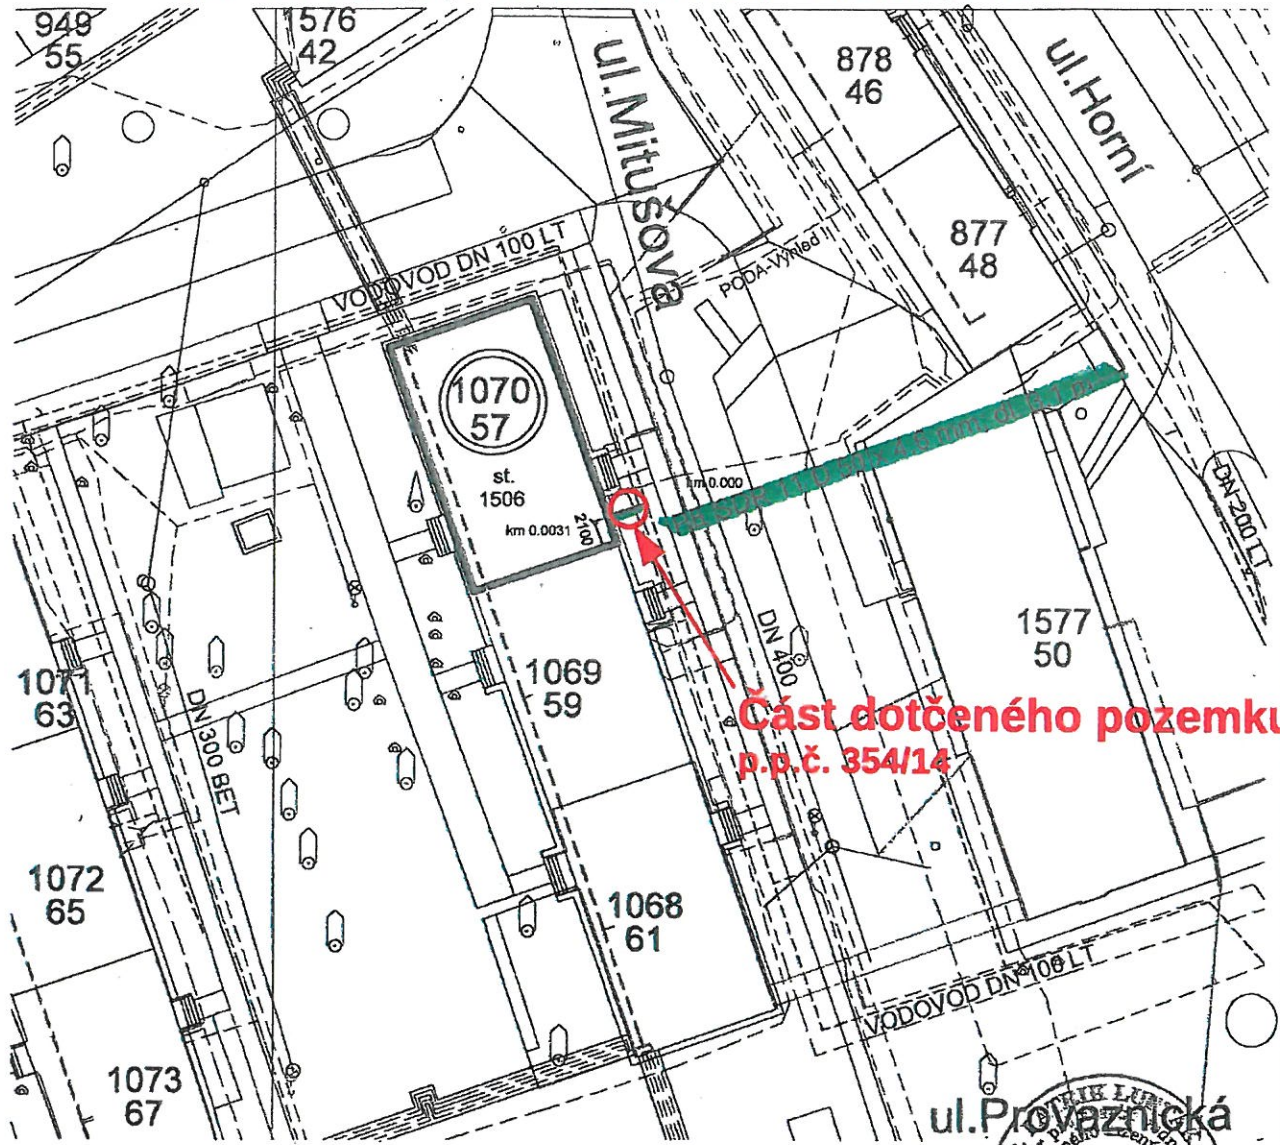 949
55
1576
42
ul.Mitušova
878
46
ul.Horní
877
48
VODOVOD DN 100 LT
PODA-Výhled
1070
57
st.
1506
km 0.0031
2100
km 0.000
DN 200 LT
1577
50
DN 400
1069
59
1071
63
DN 300 BET
Část dotčeného pozemku
p.p.č. 354/14
1072
65
1068
61
VODOVOD DN 100 LT
1073
67
ul.Provaznická